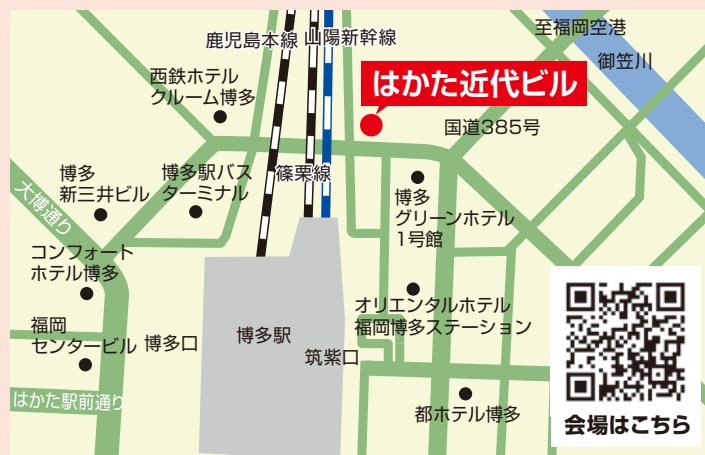 鹿児島本線
山陽新幹線
至福岡空港
御笠川
西鉄ホテル
クルーム博多
はかた近代ビル
国道385号
博多
新三井ビル
博多駅バス
ターミナル
篠栗線
博多
グリーンホテル
1号館
大博通り
コンフォート
ホテル博多
オリエンタルホテル
福岡博多ステーション
福岡
センタービル
博多口
博多駅
筑紫口
はかた駅前通り
都ホテル博多
会場はこちら